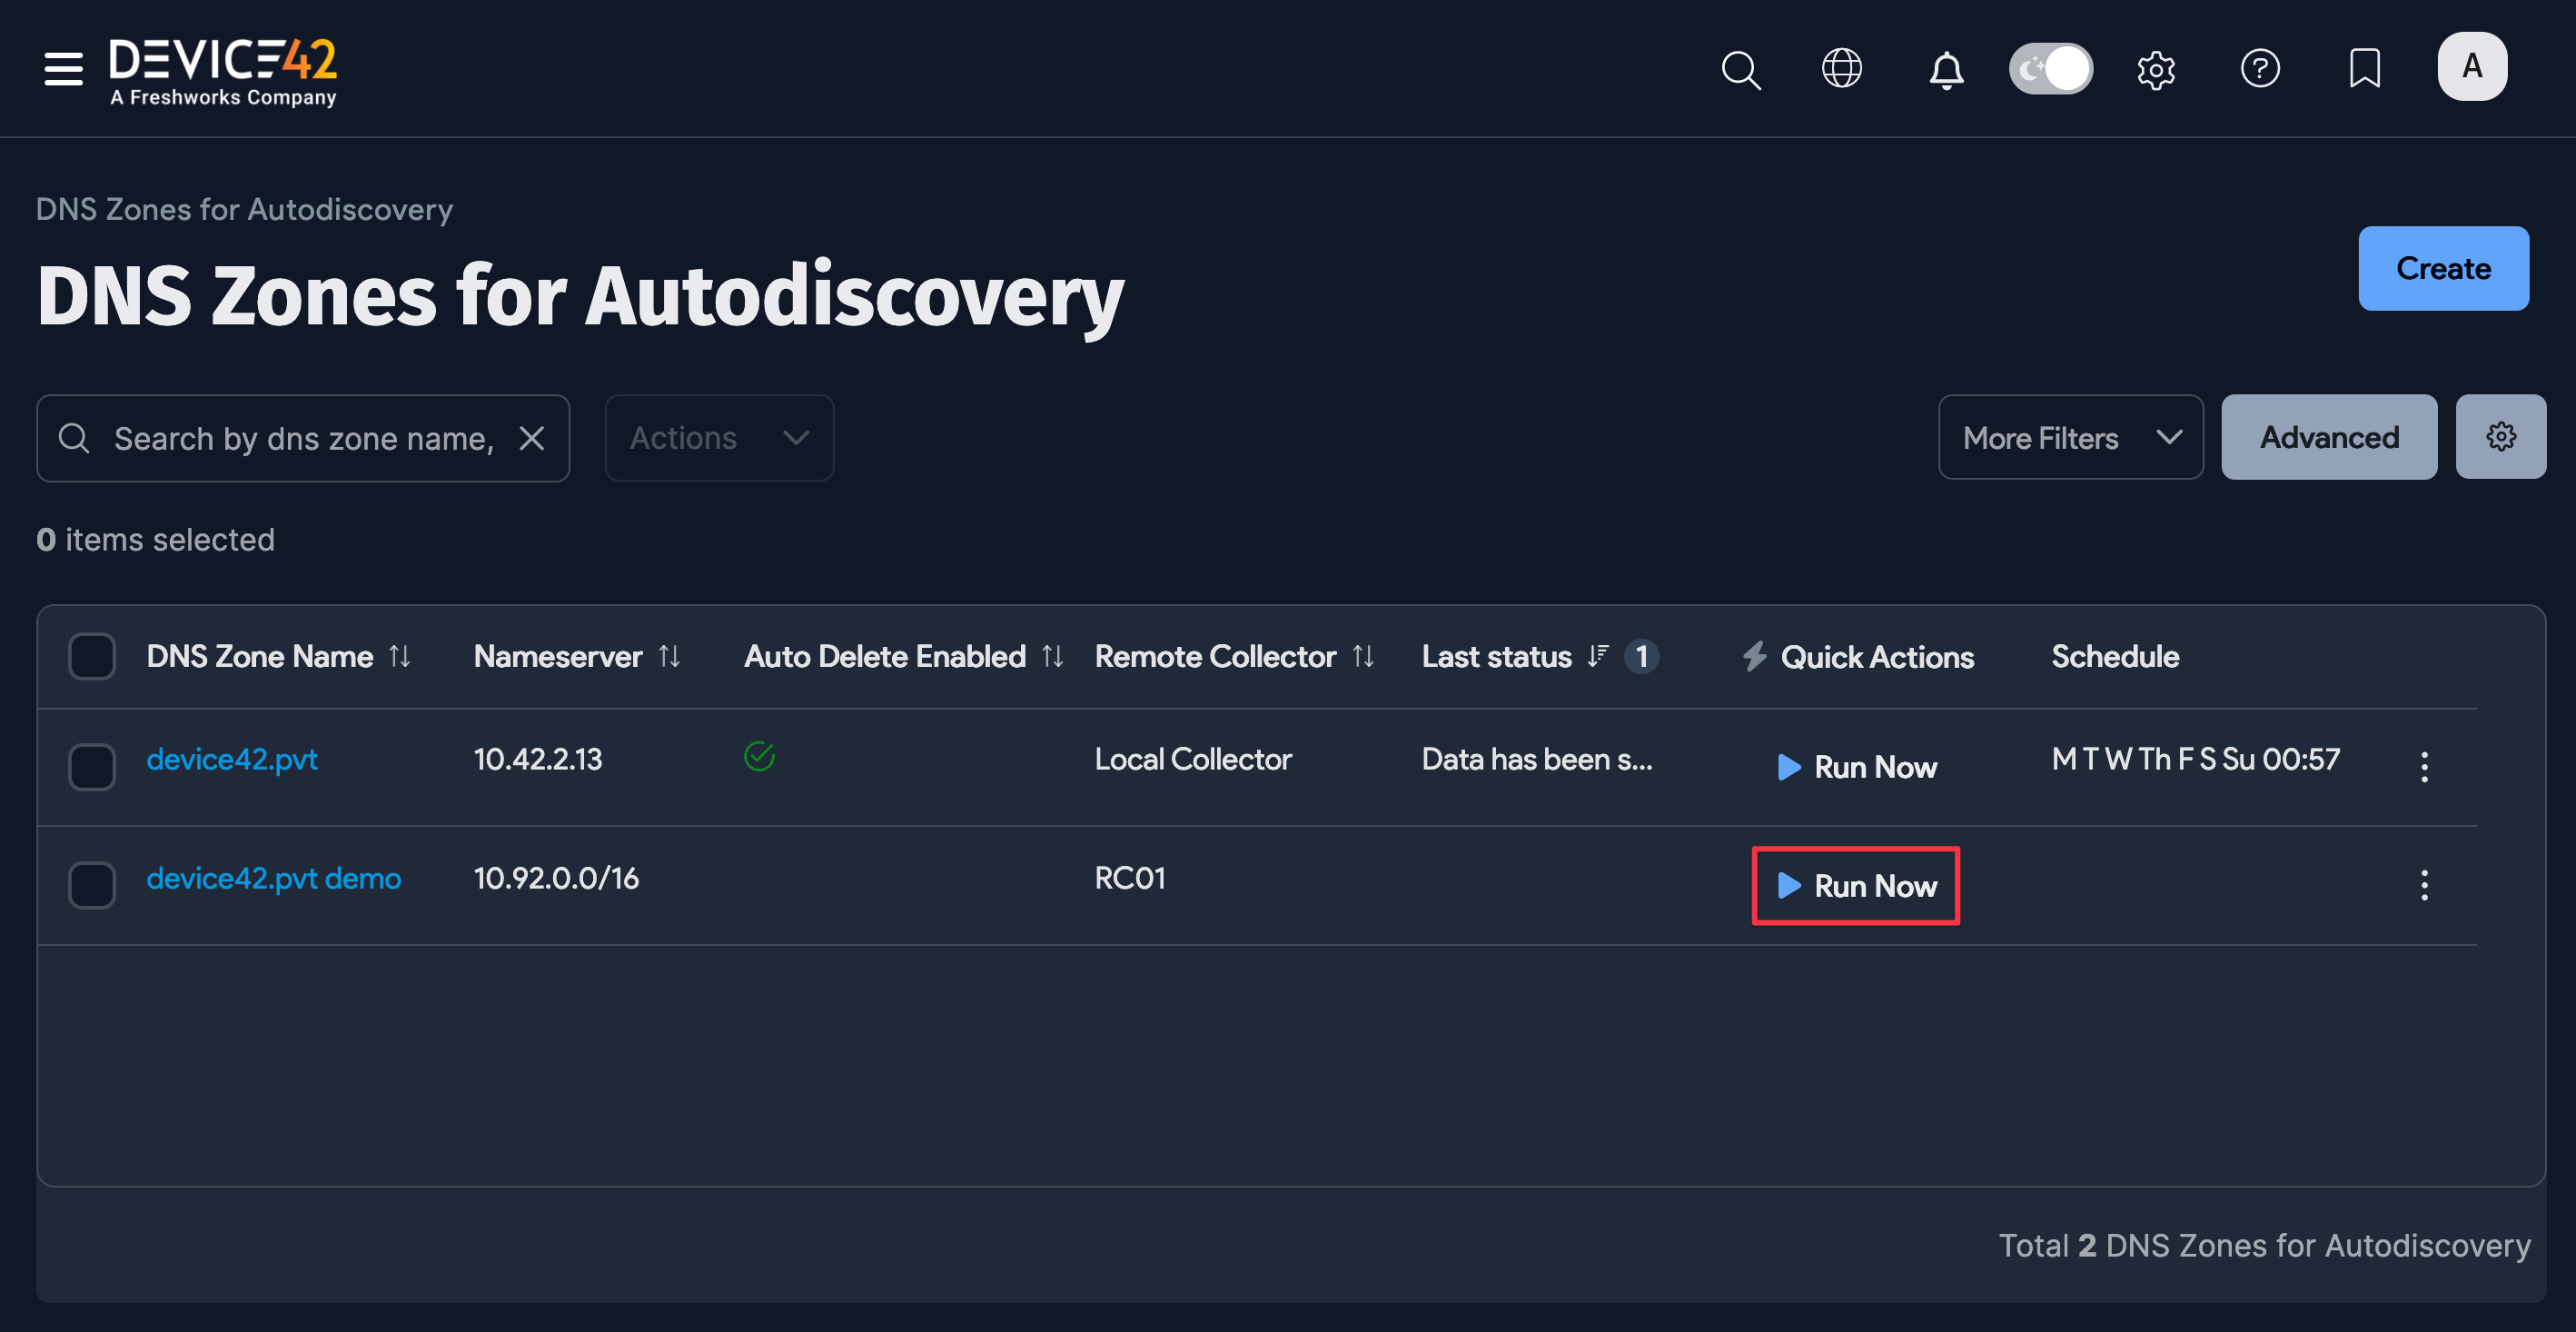 DEVICE42
A Freshworks Company
A
DNS Zones for Autodiscovery
DNS Zones for Autodiscovery
Create
Search by dns zone name,
Actions
More Filters
Advanced
0 items selected
DNS Zone Name Nameserver Auto Delete Enabled Remote Collector Last status 1 Quick Actions Schedule
device42.pvt 10.42.2.13 Local Collector Data has been s... Run Now M T W Th F S Su 00:57
device42.pvt demo 10.92.0.0/16 RC01 Run Now
Total 2 DNS Zones for Autodiscovery